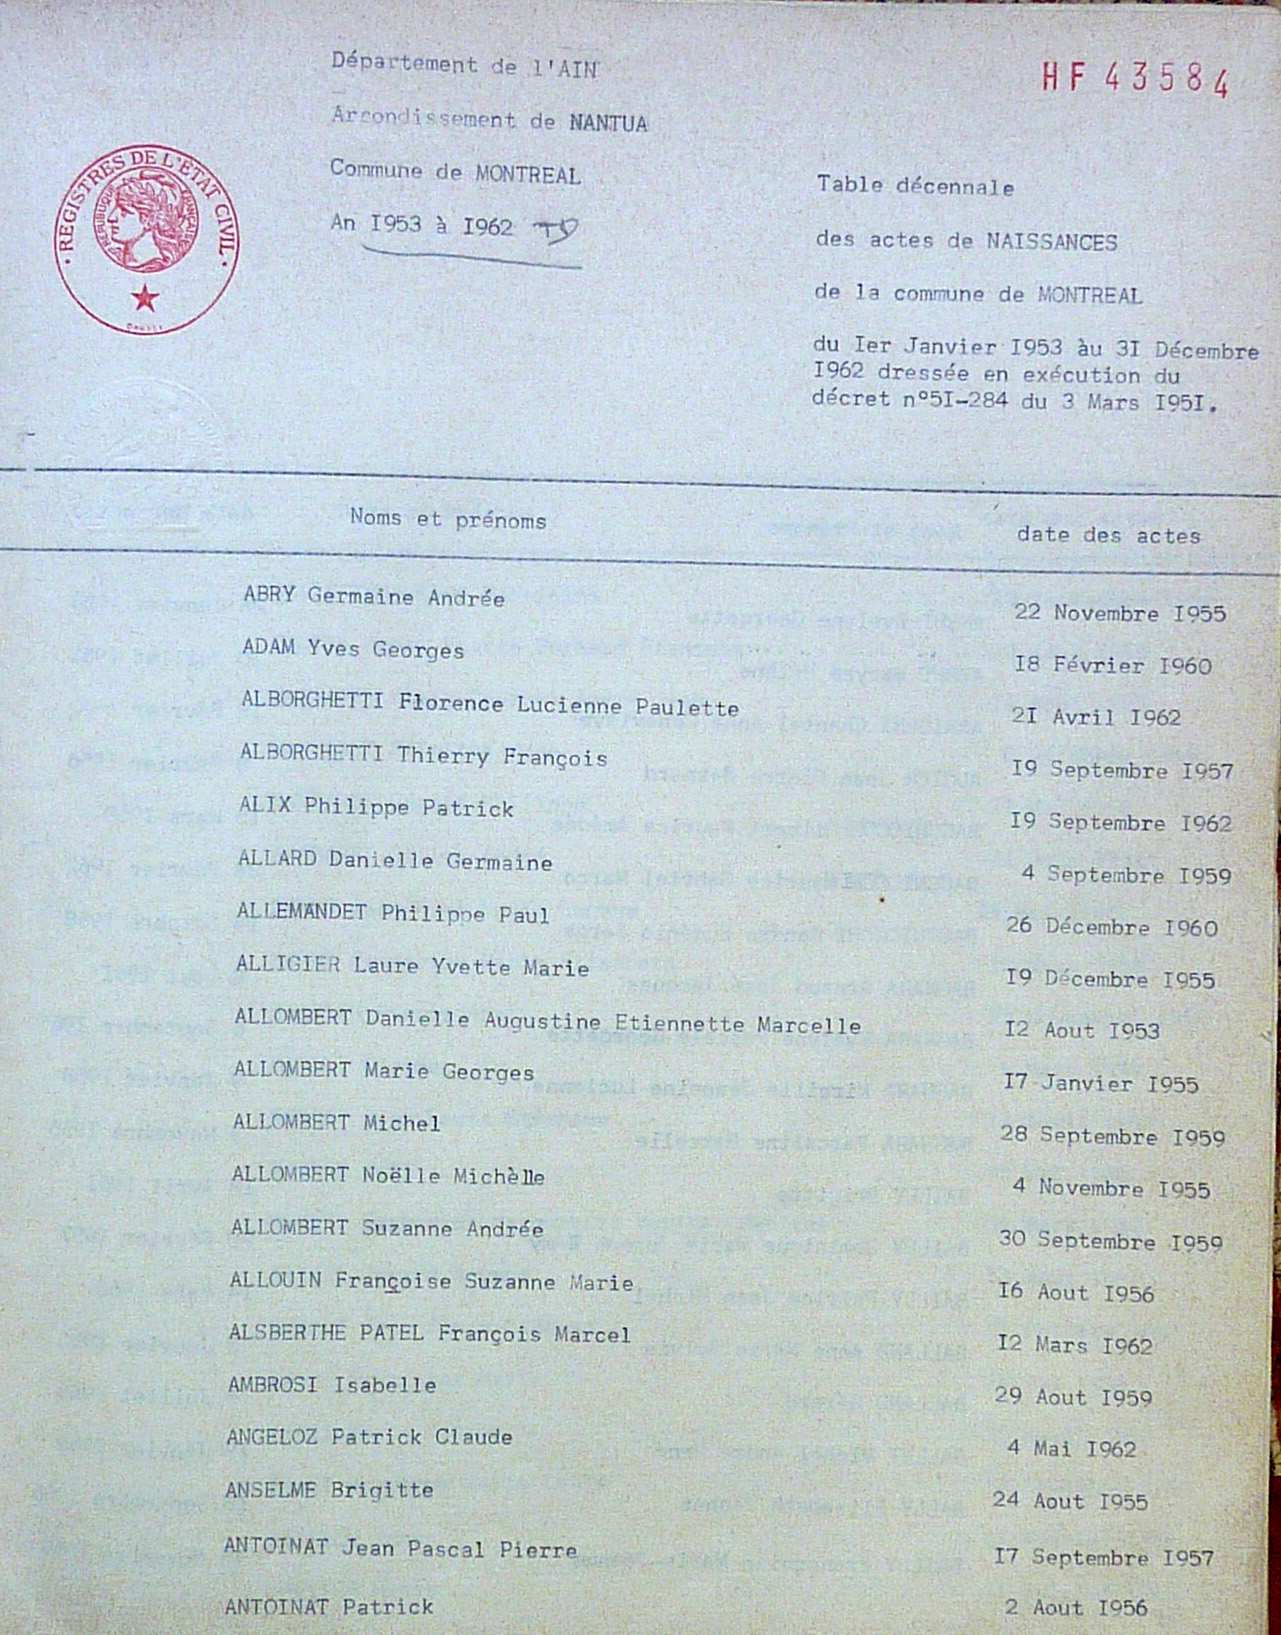 Département de l'AIN
HF 43584
Arrondissement de NANTUA
Commune de MONTREAL
An I953 à I962 TD
REGISTRES DE L'ETAT CIVIL
REPUBLIQUE FRANÇAISE
Table décennale
des actes de NAISSANCES
de la commune de MONTREAL
du Ier Janvier I953 àu 3I Décembre
I962 dressée en exécution du
décret n°5I-284 du 3 Mars I95I.
Noms et prénoms date des actes
ABRY Germaine Andrée 22 Novembre I955
ADAM Yves Georges I8 Février I960
ALBORGHETTI Florence Lucienne Paulette 2I Avril I962
ALBORGHETTI Thierry François I9 Septembre I957
ALIX Philippe Patrick I9 Septembre I962
ALLARD Danielle Germaine 4 Septembre I959
ALLEMANDET Philippe Paul 26 Décembre I960
ALLIGIER Laure Yvette Marie I9 Décembre I955
ALLOMBERT Danielle Augustine Etiennette Marcelle I2 Aout I953
ALLOMBERT Marie Georges I7 Janvier I955
ALLOMBERT Michel 28 Septembre I959
ALLOMBERT Noëlle Michèlle 4 Novembre I955
ALLOMBERT Suzanne Andrée 30 Septembre I959
ALLOUIN Françoise Suzanne Marie I6 Aout I956
ALSBERTHE PATEL François Marcel I2 Mars I962
AMBROSI Isabelle 29 Aout I959
ANGELOZ Patrick Claude 4 Mai I962
ANSELME Brigitte 24 Aout I955
ANTOINAT Jean Pascal Pierre I7 Septembre I957
ANTOINAT Patrick 2 Aout I956